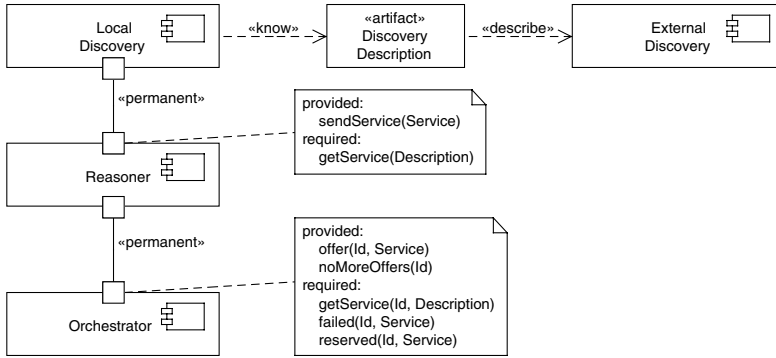 Local
Discovery
«know»
«artifact»
Discovery
Description
«describe»
External
Discovery
«permanent»
provided:
sendService(Service)
required:
getService(Description)
Reasoner
«permanent»
provided:
offer(Id, Service)
noMoreOffers(Id)
required:
getService(Id, Description)
failed(Id, Service)
reserved(Id, Service)
Orchestrator